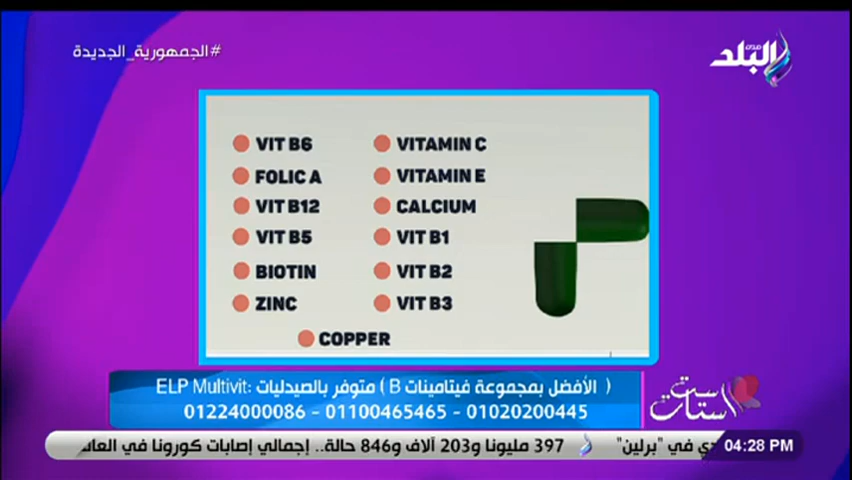 #الجمهورية_الجديدة
صدى البلد
VIT B6
VITAMIN C
FOLIC A
VITAMIN E
VIT B12
CALCIUM
VIT B5
VIT B1
BIOTIN
VIT B2
ZINC
VIT B3
COPPER
ELP Multivit: متوفر بالصيدليات ( B الأفضل بمجموعة فيتامينات )
01224000086 - 01100465465 - 01020200445
ست ستات
دي في "برلين" 397 مليونا و203 آلاف و846 حالة.. إجمالي إصابات كورونا في العا
04:28 PM